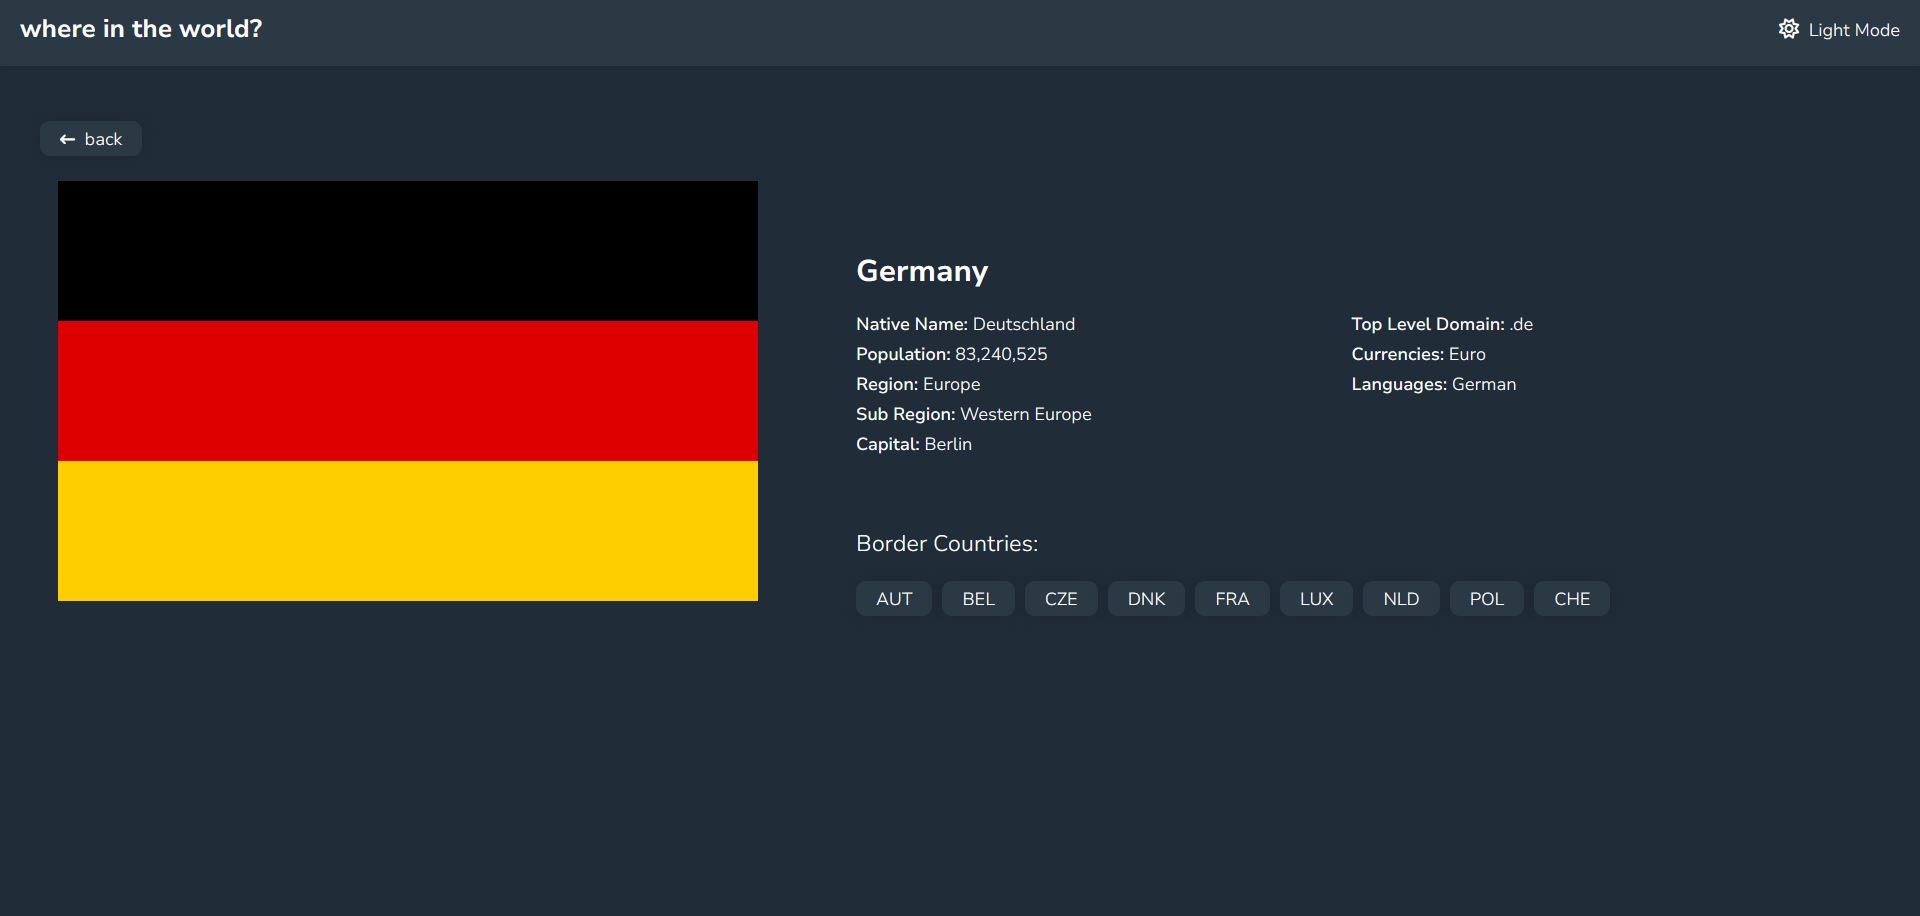 where in the world?
Light Mode
back
Germany
Native Name: Deutschland
Population: 83,240,525
Region: Europe
Sub Region: Western Europe
Capital: Berlin
Top Level Domain: .de
Currencies: Euro
Languages: German
Border Countries:
AUT BEL CZE DNK FRA LUX NLD POL CHE